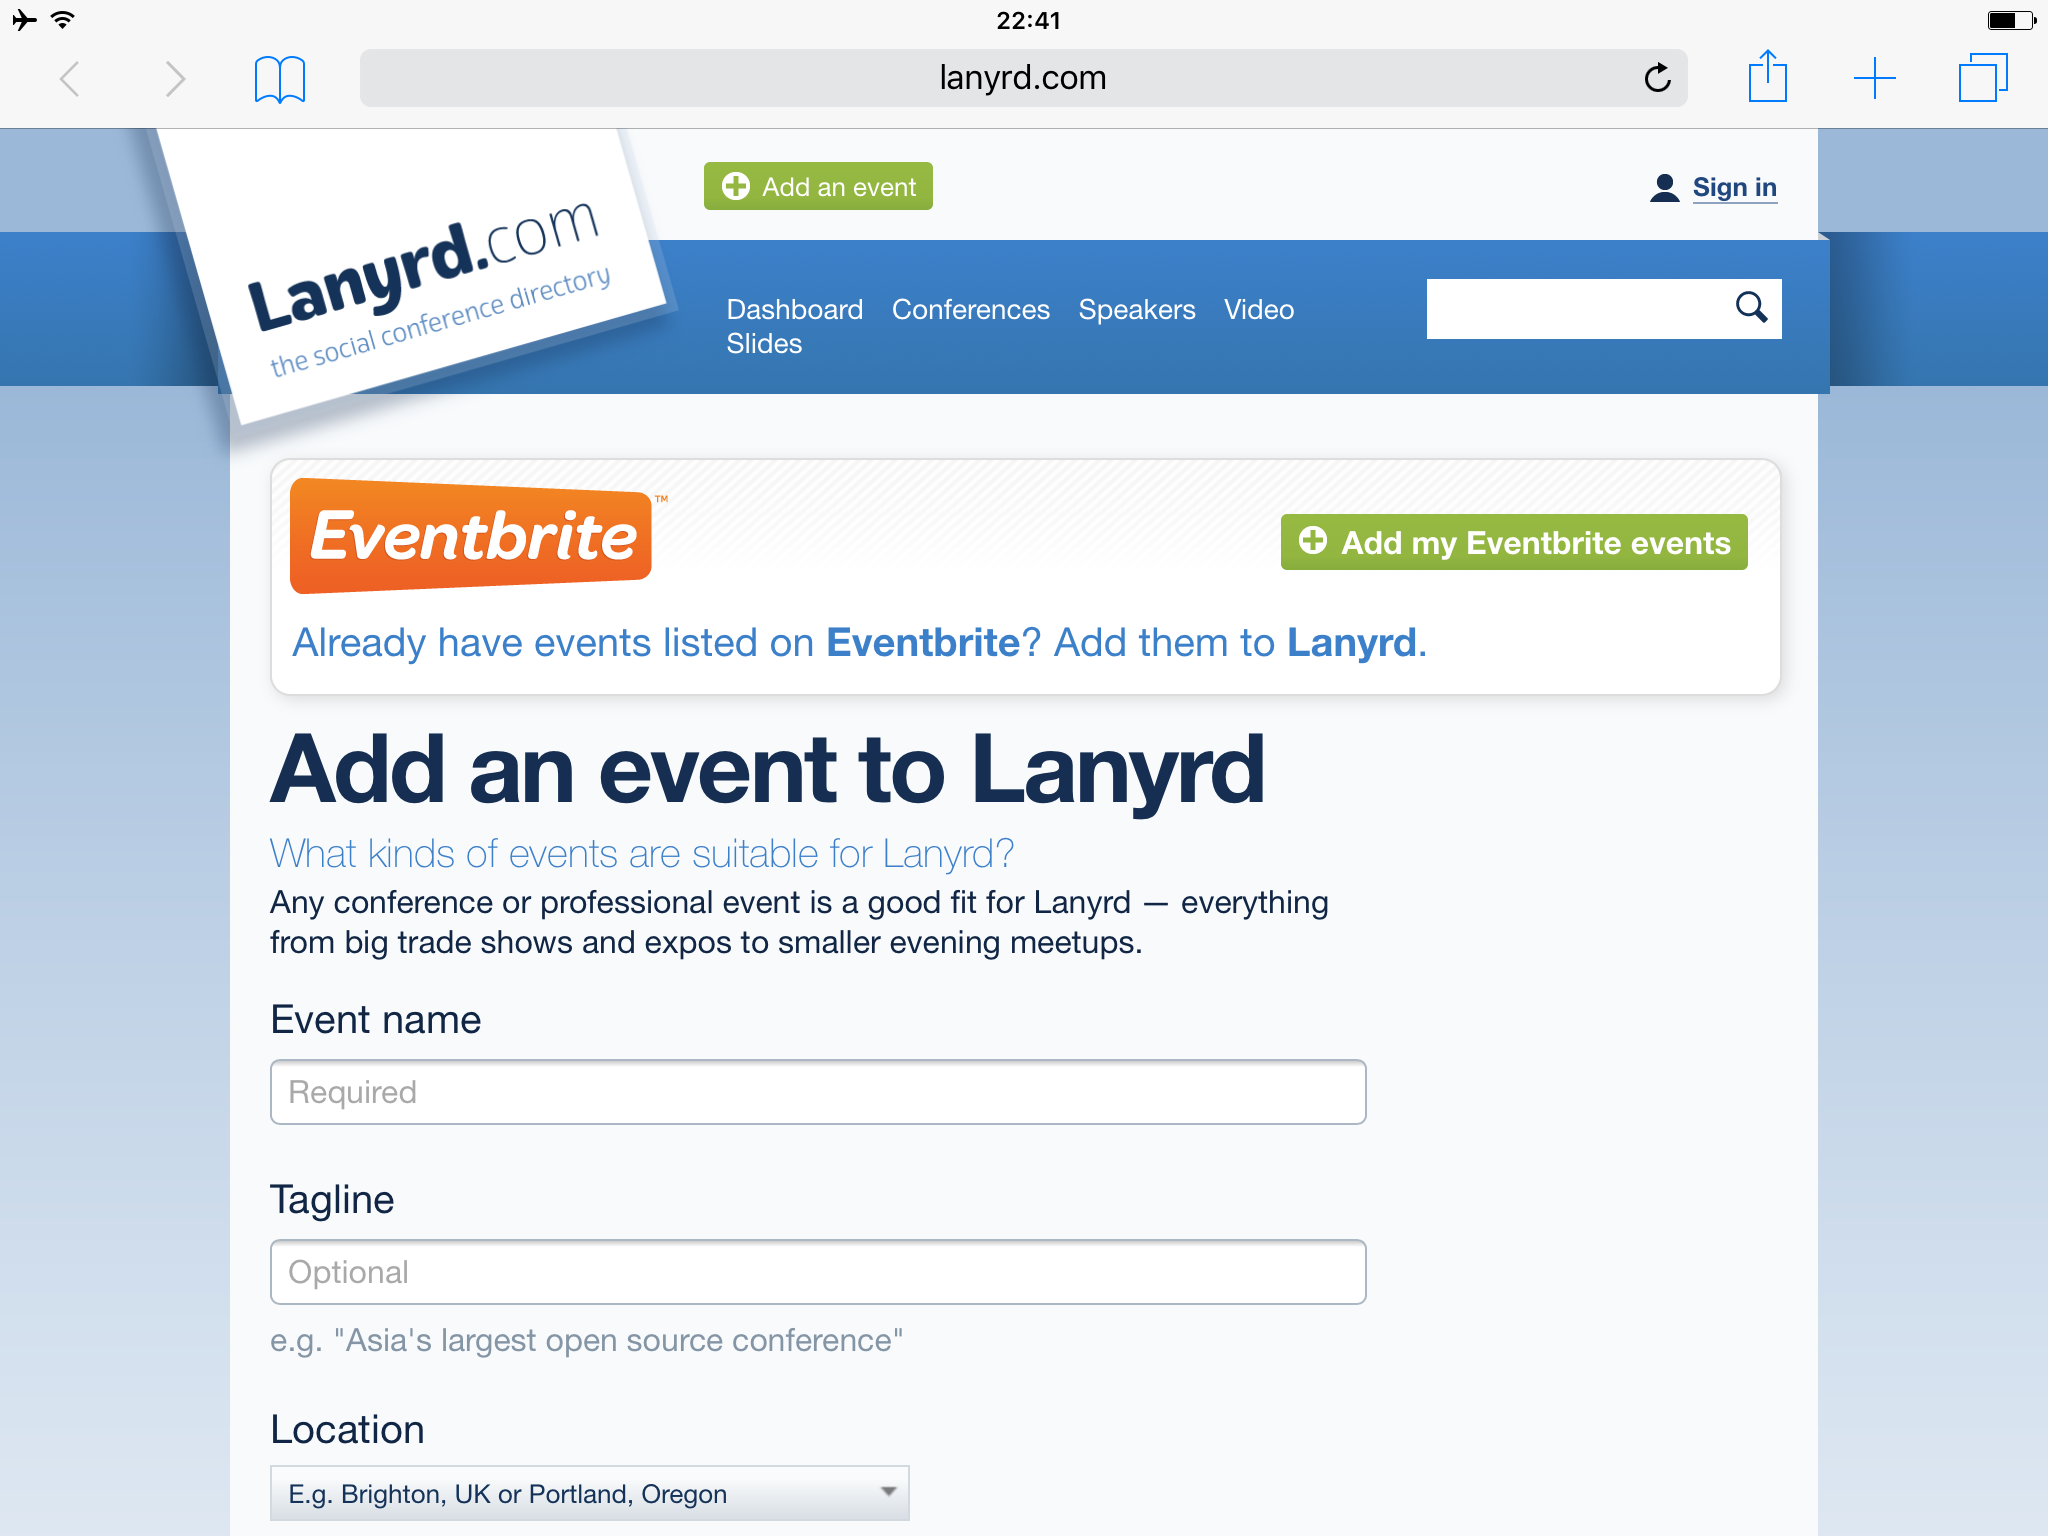 22:41
lanyrd.com
Add an event
Sign in
Lanyrd.com
the social conference directory
Dashboard Conferences Speakers Video
Slides
Eventbrite™
Add my Eventbrite events
Already have events listed on Eventbrite? Add them to Lanyrd.
Add an event to Lanyrd
What kinds of events are suitable for Lanyrd?
Any conference or professional event is a good fit for Lanyrd — everything
from big trade shows and expos to smaller evening meetups.
Event name
Required
Tagline
Optional
e.g. "Asia's largest open source conference"
Location
E.g. Brighton, UK or Portland, Oregon